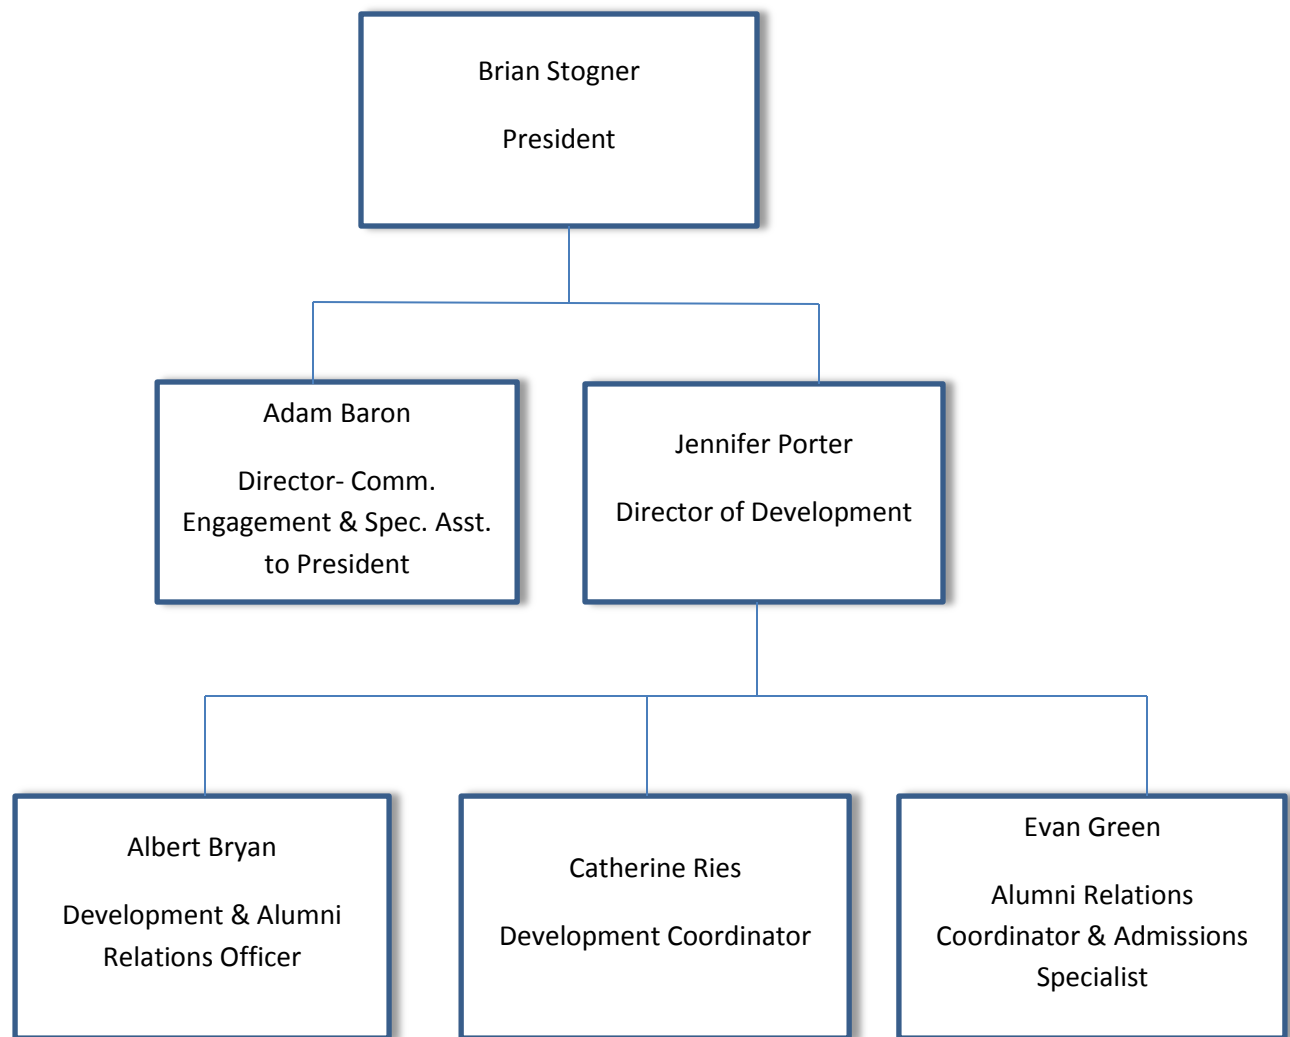 Brian Stogner
President
Adam Baron
Director- Comm.
Engagement & Spec. Asst.
to President
Jennifer Porter
Director of Development
Albert Bryan
Development & Alumni
Relations Officer
Catherine Ries
Development Coordinator
Evan Green
Alumni Relations
Coordinator & Admissions
Specialist